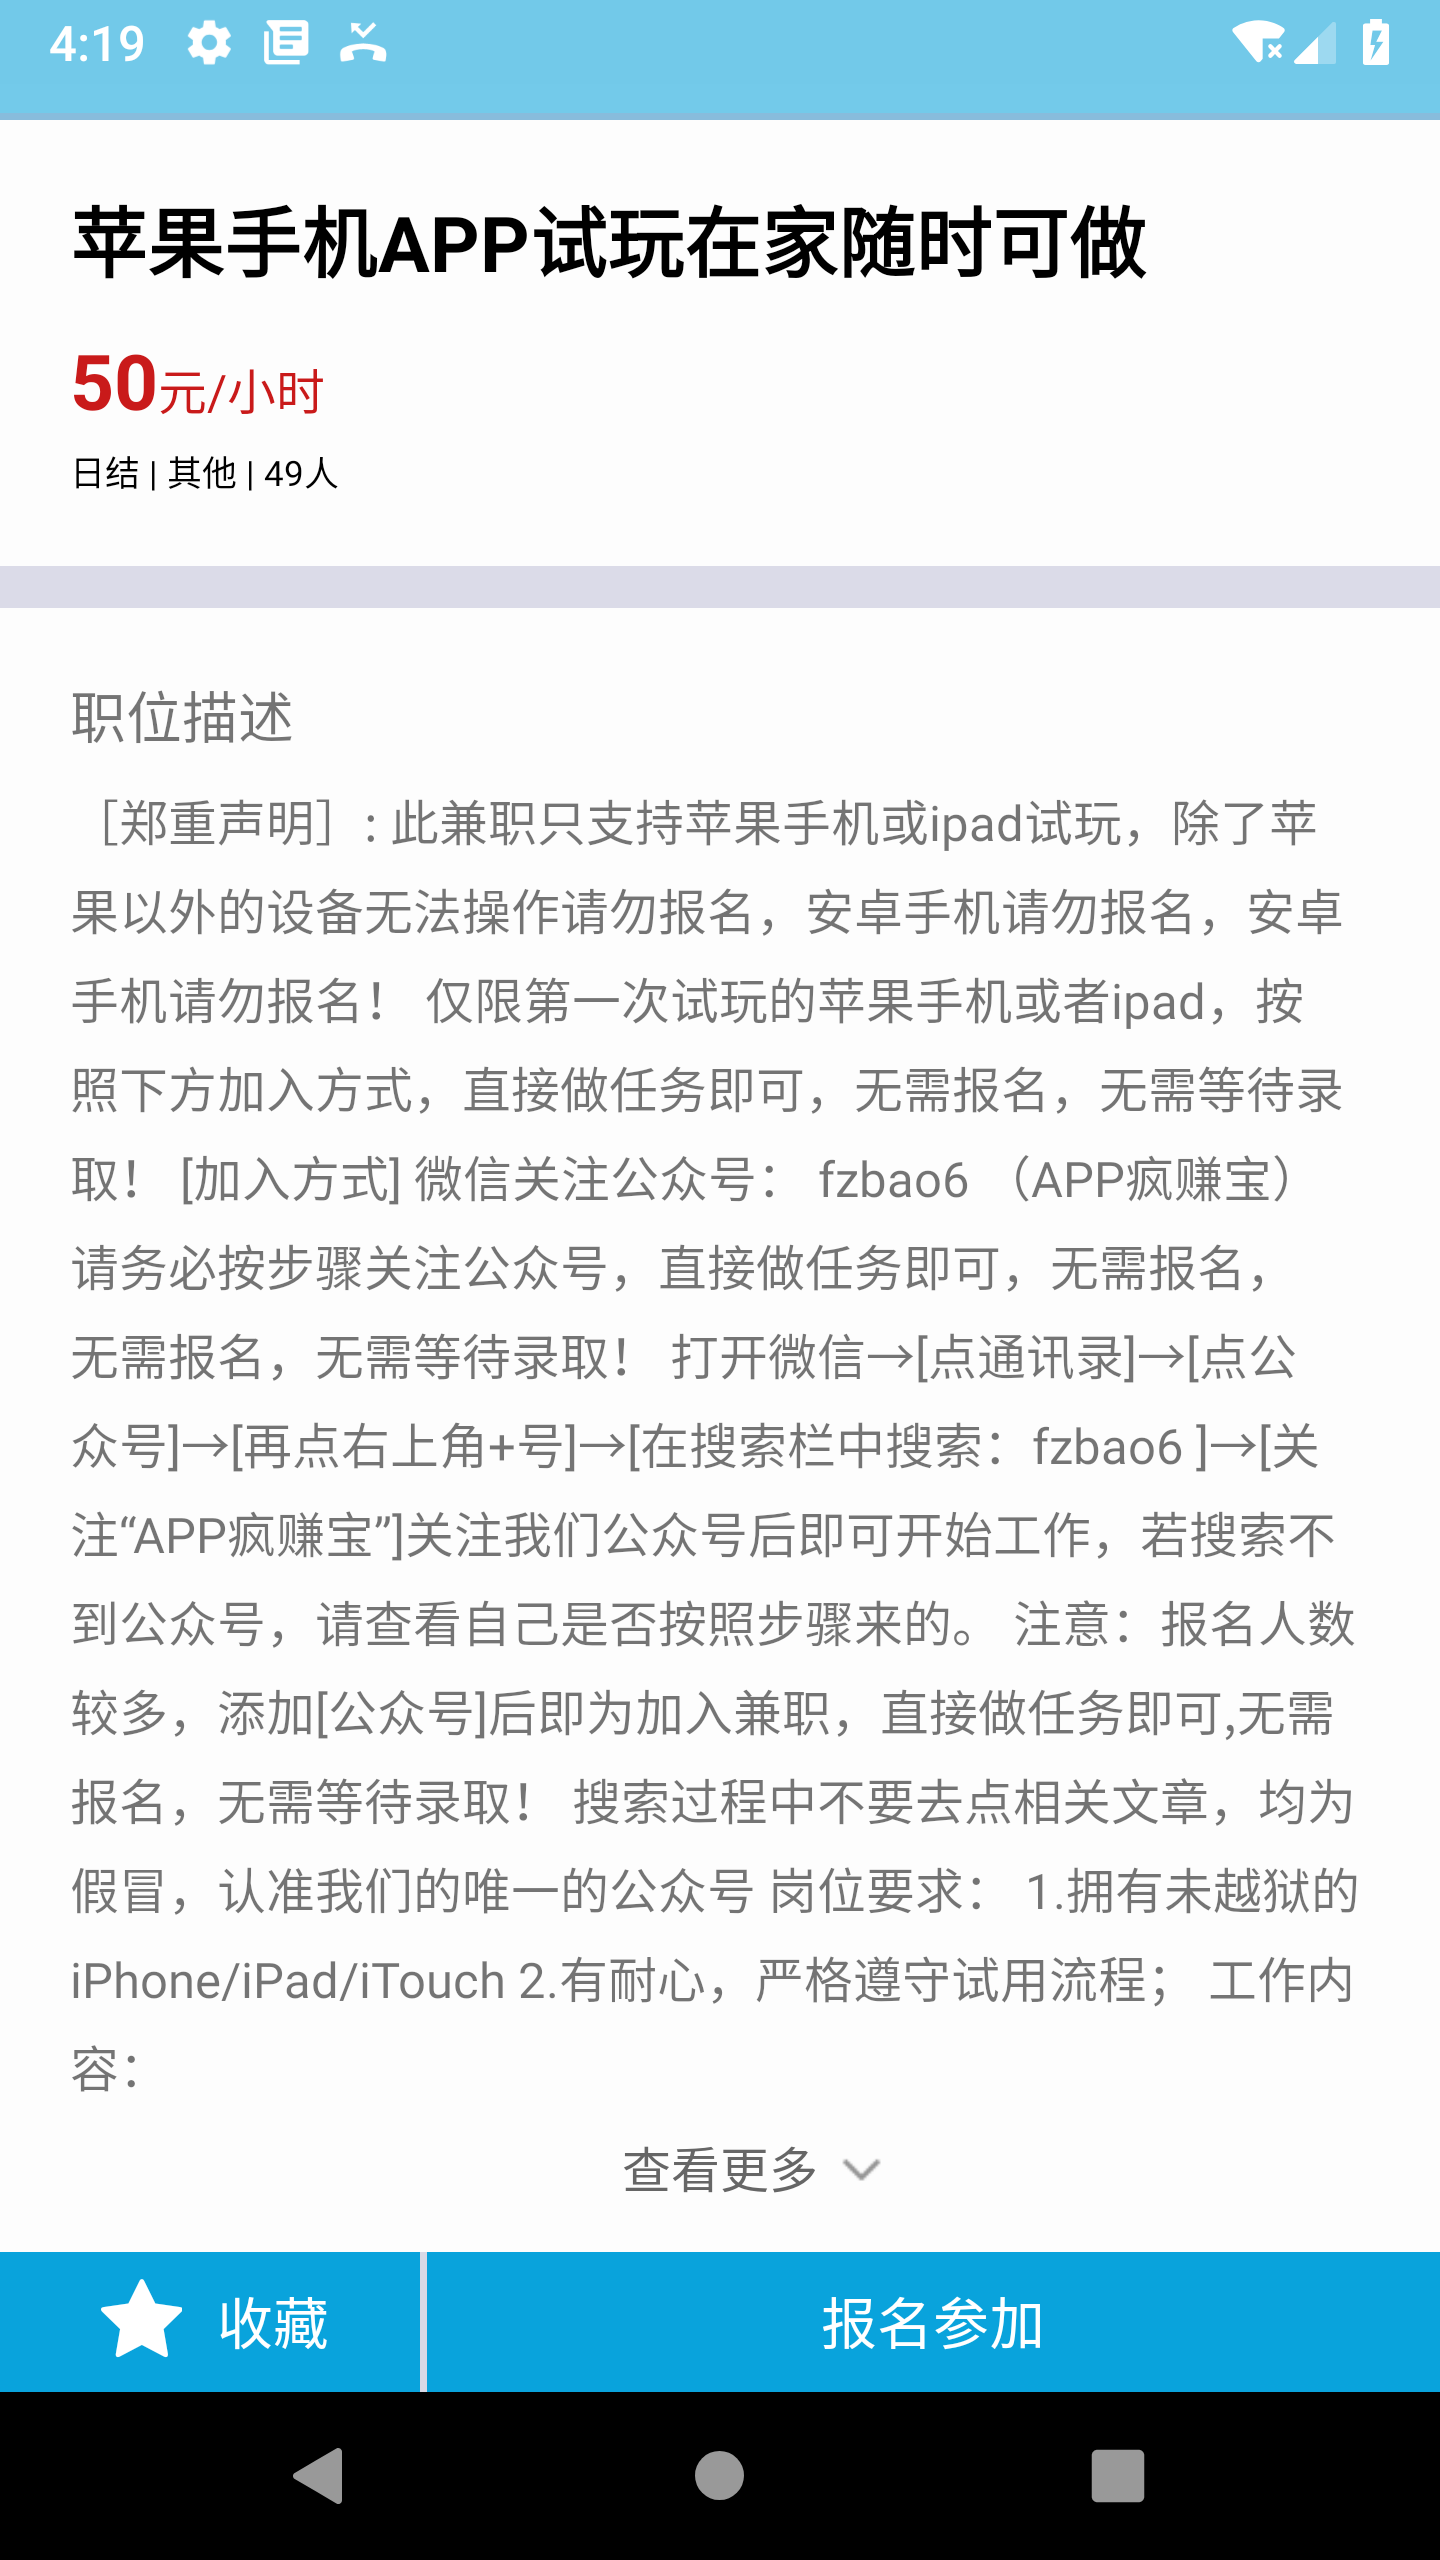 4:19
苹果手机APP试玩在家随时可做
50元/小时
日结 | 其他 | 49人
职位描述
［郑重声明］: 此兼职只支持苹果手机或ipad试玩，除了苹
果以外的设备无法操作请勿报名，安卓手机请勿报名，安卓
手机请勿报名！ 仅限第一次试玩的苹果手机或者ipad，按
照下方加入方式，直接做任务即可，无需报名，无需等待录
取！ [加入方式] 微信关注公众号： fzbao6 （APP疯赚宝）
请务必按步骤关注公众号，直接做任务即可，无需报名，
无需报名，无需等待录取！ 打开微信→[点通讯录]→[点公
众号]→[再点右上角+号]→[在搜索栏中搜索：fzbao6 ]→[关
注“APP疯赚宝”]关注我们公众号后即可开始工作，若搜索不
到公众号，请查看自己是否按照步骤来的。 注意：报名人数
较多，添加[公众号]后即为加入兼职，直接做任务即可,无需
报名，无需等待录取！ 搜索过程中不要去点相关文章，均为
假冒，认准我们的唯一的公众号 岗位要求： 1.拥有未越狱的
iPhone/iPad/iTouch 2.有耐心，严格遵守试用流程； 工作内
容：
查看更多
收藏
报名参加